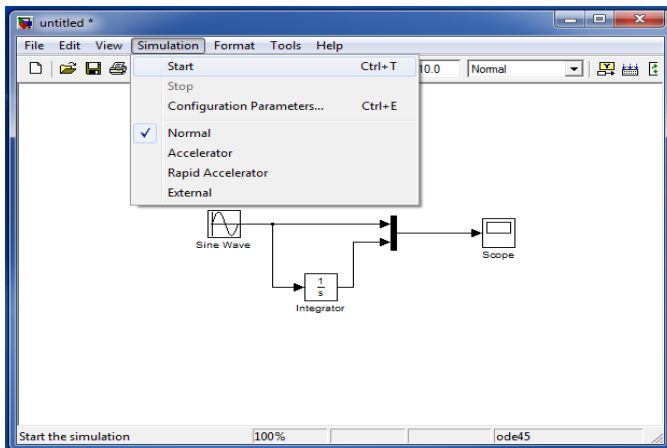 untitled *
File Edit View Simulation Format Tools Help
10.0 Normal
Start Ctrl+T
Stop
Configuration Parameters... Ctrl+E
Normal
Accelerator
Rapid Accelerator
External
Sine Wave
1
s
Integrator
Scope
Start the simulation 100% ode45